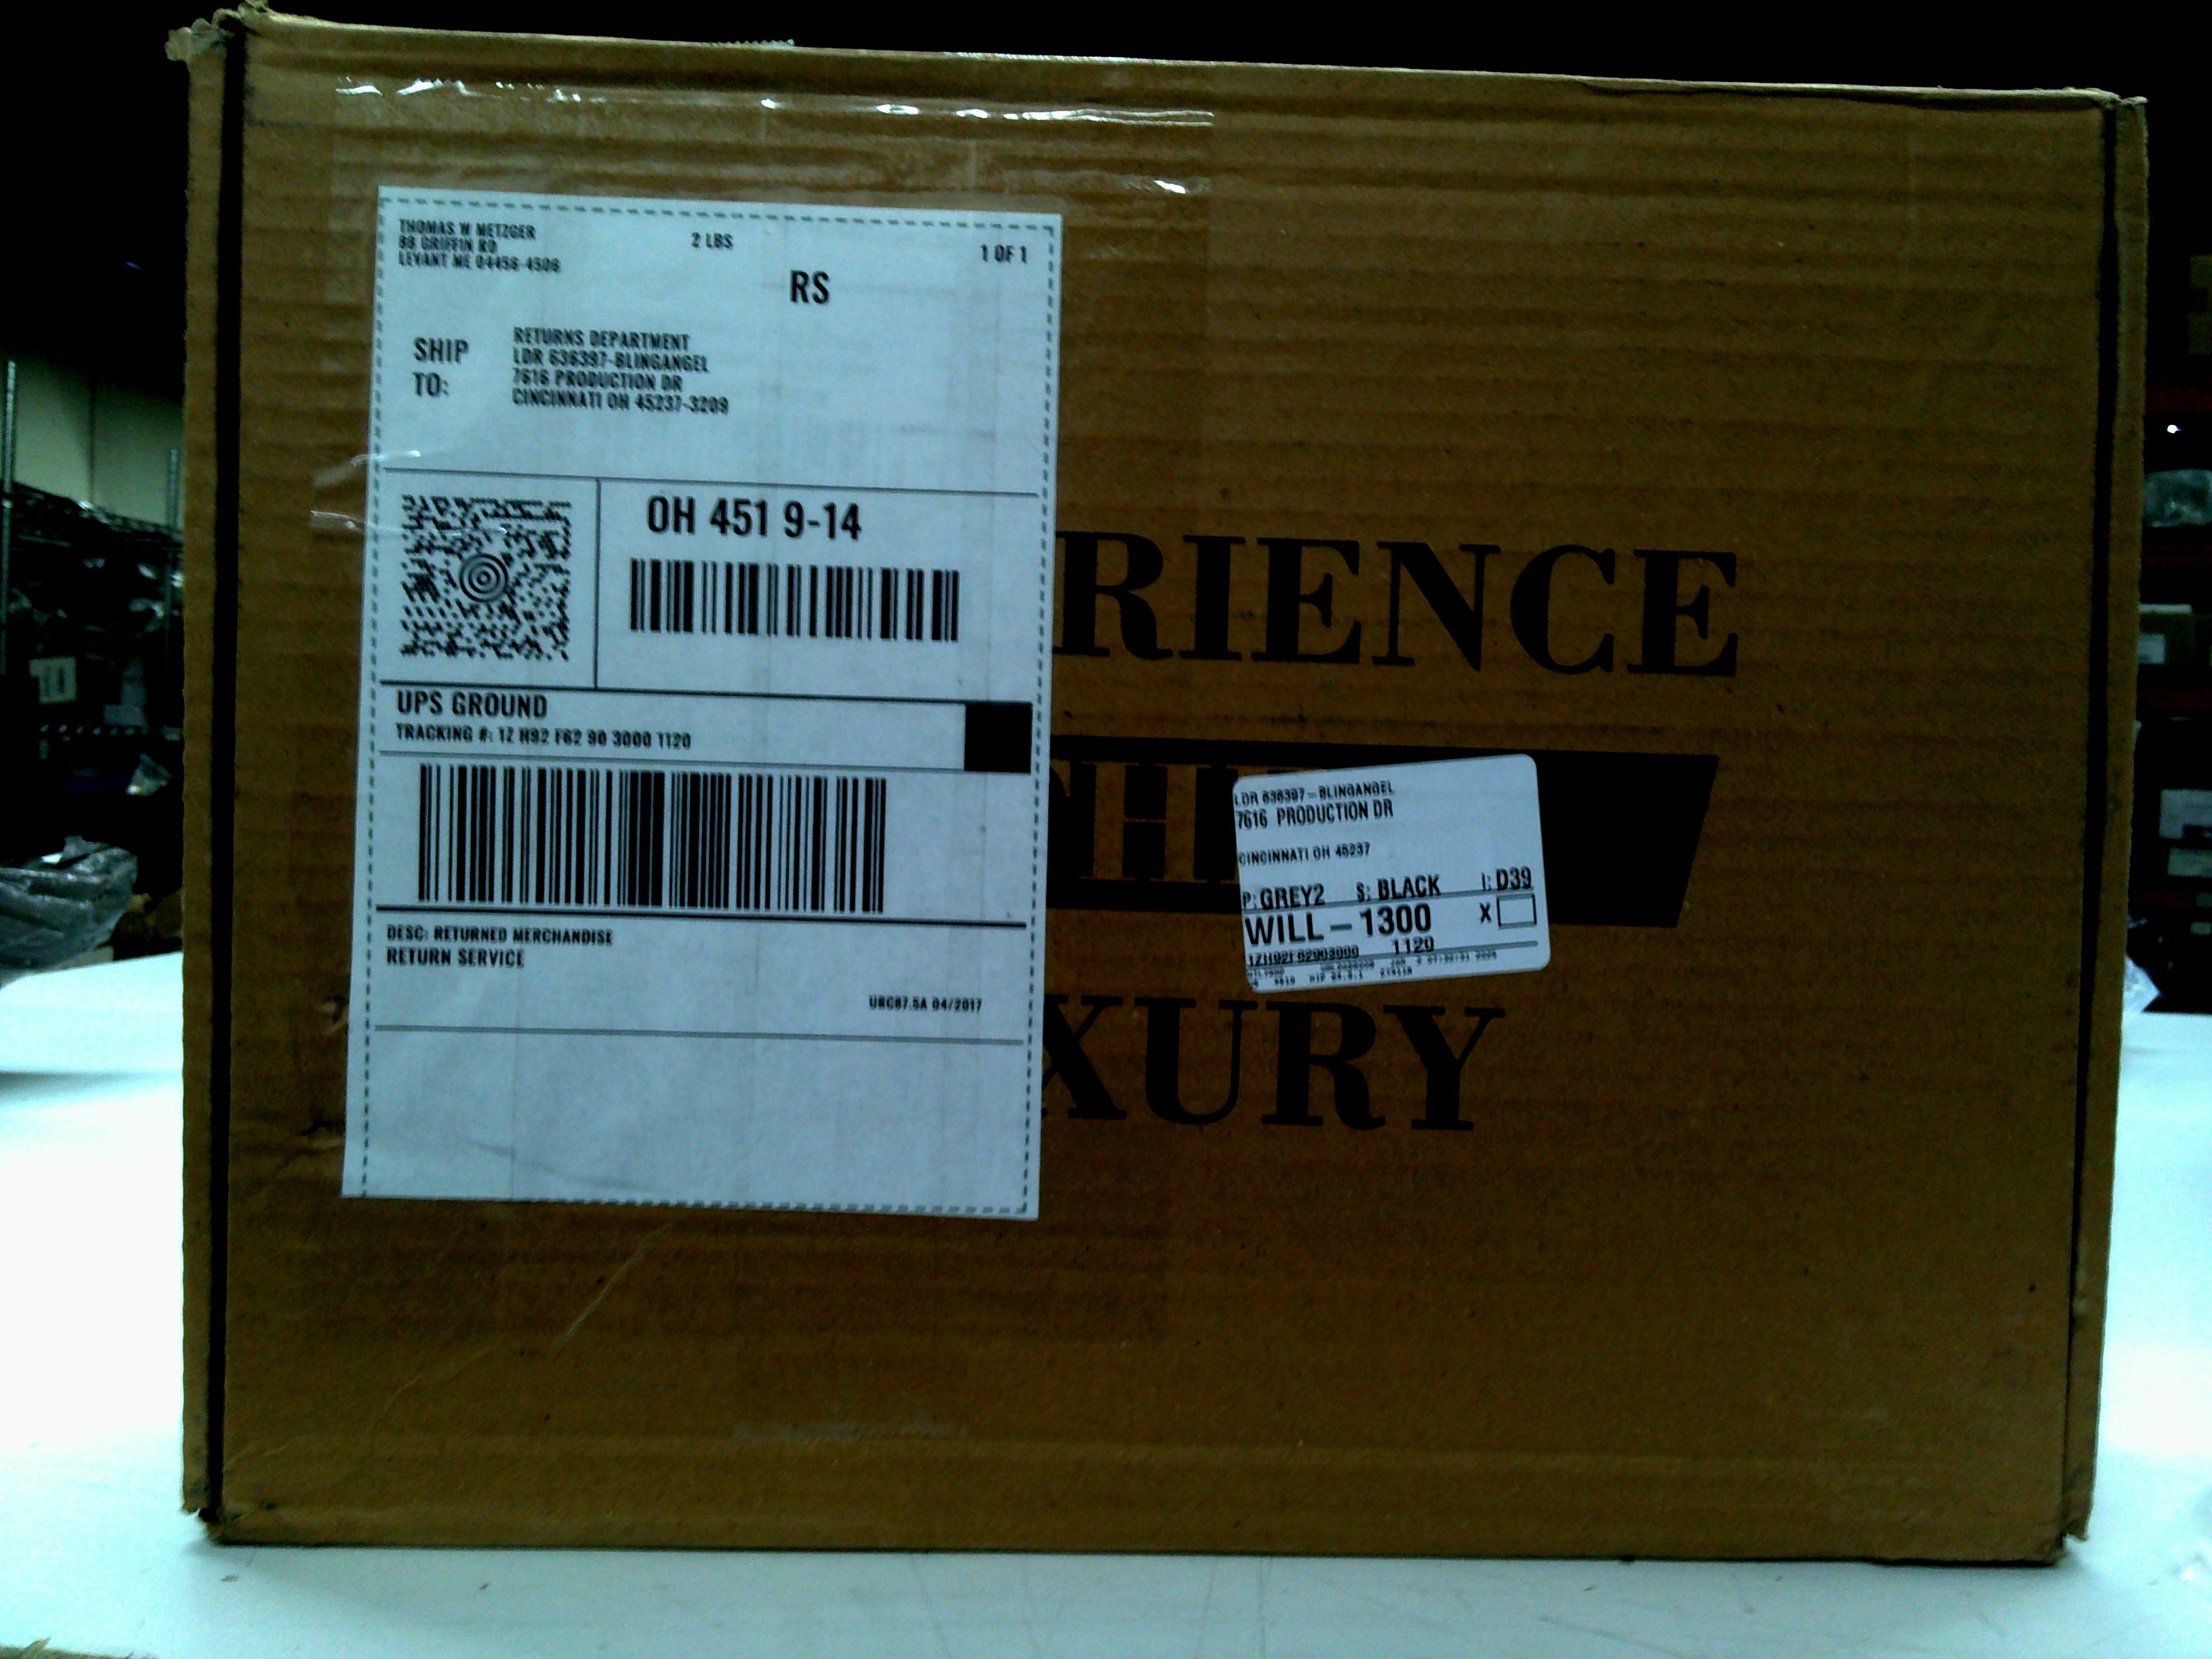 THOMAS W METZGER
88 GRIFFIN RD
LEVANT ME 04456-4506
2 LBS
1 OF 1
RS
SHIP TO:
RETURNS DEPARTMENT
LDR 636397-BLINGANGEL
7616 PRODUCTION DR
CINCINNATI OH 45237-3209
OH 451 9-14
UPS GROUND
TRACKING #: 1Z H92 F62 90 3000 1120
DESC: RETURNED MERCHANDISE
RETURN SERVICE
04/2017
RIENCE
TH
XURY
LDR 636397-BLINGANGEL
7616 PRODUCTION DR
CINCINNATI OH 45237
P: GREY2 S: BLACK I: D39
WILL-1300 X
1ZH92F62903000 1120